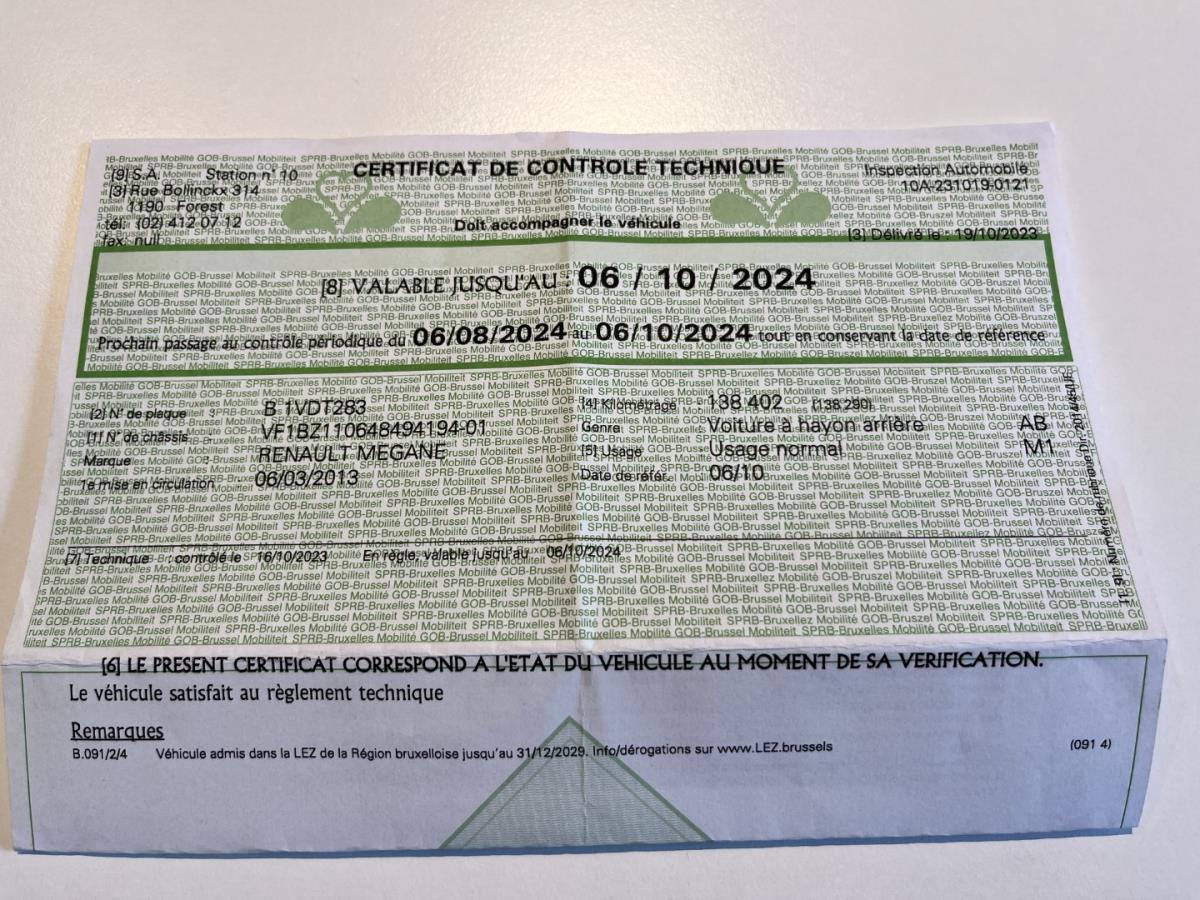 CERTIFICAT DE CONTROLE TECHNIQUE
[9] S.A. Station n° 10
[3] Rue Bollinckx 314
1190 Forest
tél: (02) 412 07 12
fax: null
Doit accompagner le véhicule
Inspection Automobile
10A-231019-0121
[3] Délivré le : 19/10/2023
[8] VALABLE JUSQU'AU : 06 / 10 / 2024
Prochain passage au contrôle périodique du 06/08/2024 au 06/10/2024 tout en conservant la date de référence
[2] N° de plaque B 1VDT283
[1] N° de châssis VF1BZ110648494194-01
Marque RENAULT MEGANE
1e mise en circulation 06/03/2013
[4] Kilométrage 138.402 (138.290)
Genre Voiture à hayon arrière AB
[5] Usage Usage normal M1
Date de référ. 06/10
[7] Technique : contrôlé le 16/10/2023 En règle, valable jusqu'au 06/10/2024
[6] LE PRESENT CERTIFICAT CORRESPOND A L'ETAT DU VEHICULE AU MOMENT DE SA VERIFICATION.
Le véhicule satisfait au règlement technique
Remarques
B.091/2/4 Véhicule admis dans la LEZ de la Région bruxelloise jusqu'au 31/12/2029. Info/dérogations sur www.LEZ.brussels (091 4)